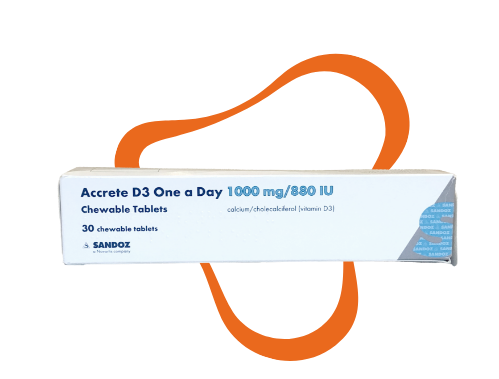 Accrete D3 One a Day 1000 mg/880 IU
Chewable Tablets
calcium/cholecalciferol (vitamin D3)
30 chewable tablets
SANDOZ
a Novartis company